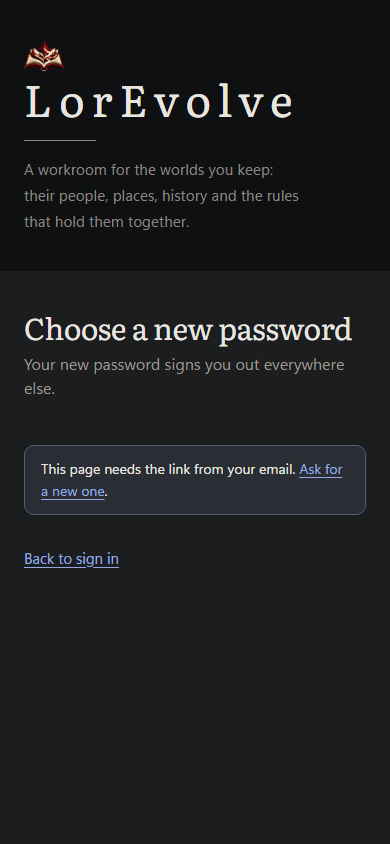 LorEvolve
A workroom for the worlds you keep:
their people, places, history and the rules
that hold them together.
Choose a new password
Your new password signs you out everywhere
else.
This page needs the link from your email. Ask for
a new one.
Back to sign in